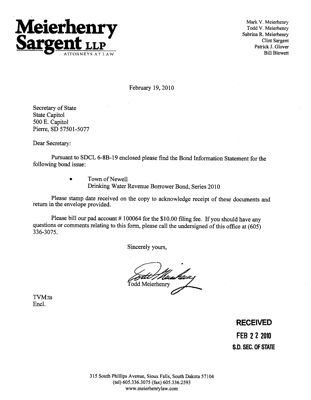 Meierhenry
Sargent LLP
ATTORNEYS AT LAW
Mark V. Meierhenry
Todd V. Meierhenry
Sabrina R. Meierhenry
Clint Sargent
Patrick J. Glover
Bill Blewett
February 19, 2010
Secretary of State
State Capitol
500 E. Capitol
Pierre, SD 57501-5077
Dear Secretary:
Pursuant to SDCL 6-8B-19 enclosed please find the Bond Information Statement for
the following bond issue:
• Town of Newell
Drinking Water Revenue Borrower Bond, Series 2010
Please stamp date received on the copy to acknowledge receipt of these documents and
return in the envelope provided.
Please bill our pad account # 100064 for the $10.00 filing fee. If you should have any
questions or comments relating to this form, please call the undersigned of this office at (605)
336-3075.
Sincerely yours,
Todd Meierhenry
Todd Meierhenry
TVM:ta
Encl.
RECEIVED
FEB 22 2010
S.D. SEC. OF STATE
315 South Phillips Avenue, Sioux Falls, South Dakota 57104
(tel) 605.336.3075 (fax) 605.336.2593
www.meierhenrylaw.com